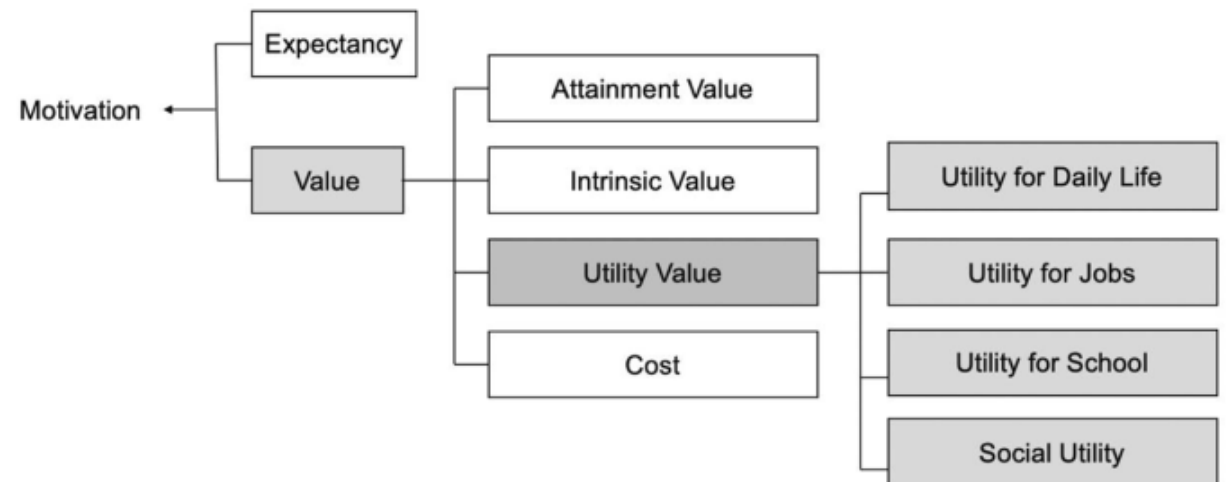 Motivation
Expectancy
Value
Attainment Value
Intrinsic Value
Utility Value
Cost
Utility for Daily Life
Utility for Jobs
Utility for School
Social Utility